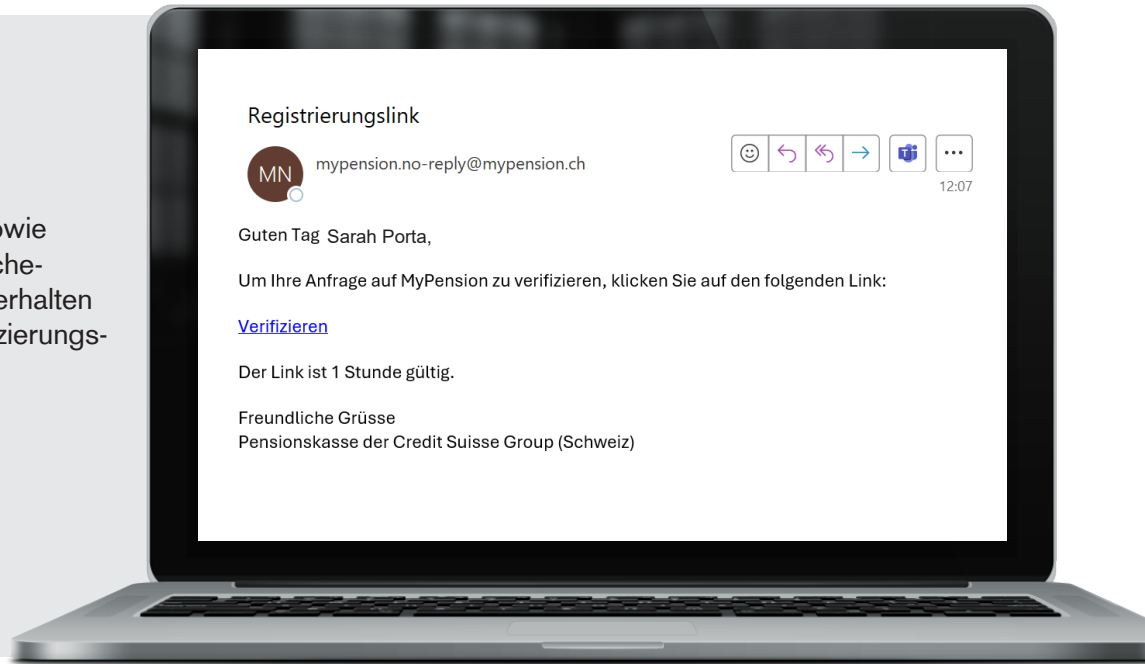 owie
che-
erhalten
zierungs-
Registrierungslink
MN
mypension.no-reply@mypension.ch
12:07
Guten Tag Sarah Porta,
Um Ihre Anfrage auf MyPension zu verifizieren, klicken Sie auf den folgenden Link:
Verifizieren
Der Link ist 1 Stunde gültig.
Freundliche Grüsse
Pensionskasse der Credit Suisse Group (Schweiz)